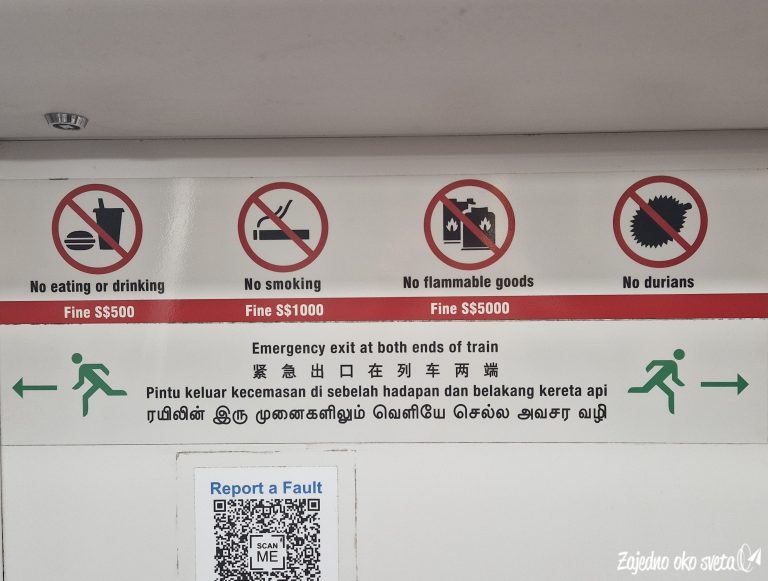 No eating or drinking
No smoking
No flammable goods
No durians
Fine S$500
Fine S$1000
Fine S$5000
Emergency exit at both ends of train
紧急出口在列车两端
Pintu keluar kecemasan di sebelah hadapan dan belakang kereta api
ரயிலின் இரு முனைகளிலும் வெளியே செல்ல அவசர வழி
Report a Fault
SCAN
ME
Zajedno oko sveta